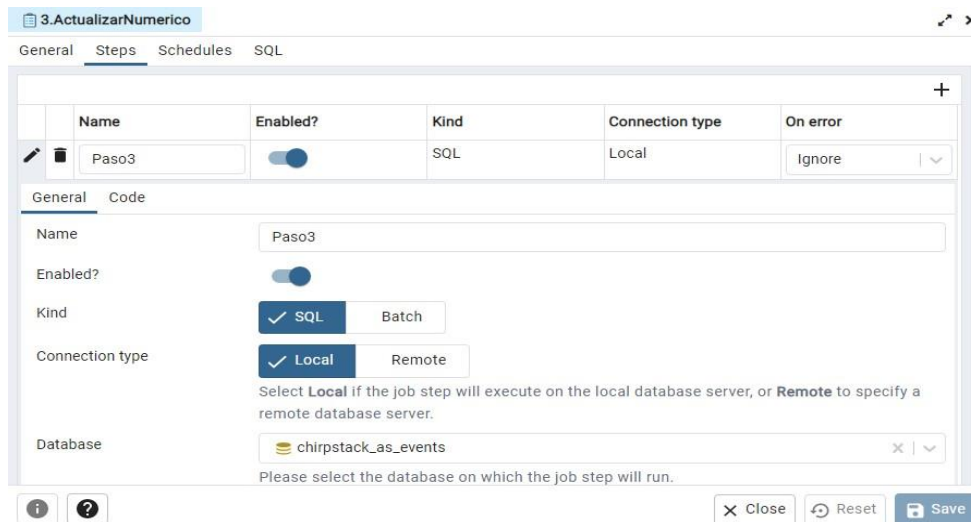 3.ActualizarNumerico
General Steps Schedules SQL
Name Enabled? Kind Connection type On error
Paso3 SQL Local Ignore
General Code
Name Paso3
Enabled?
Kind SQL Batch
Connection type Local Remote
Select Local if the job step will execute on the local database server, or Remote to specify a
remote database server.
Database chirpstack_as_events
Please select the database on which the job step will run.
Close Reset Save